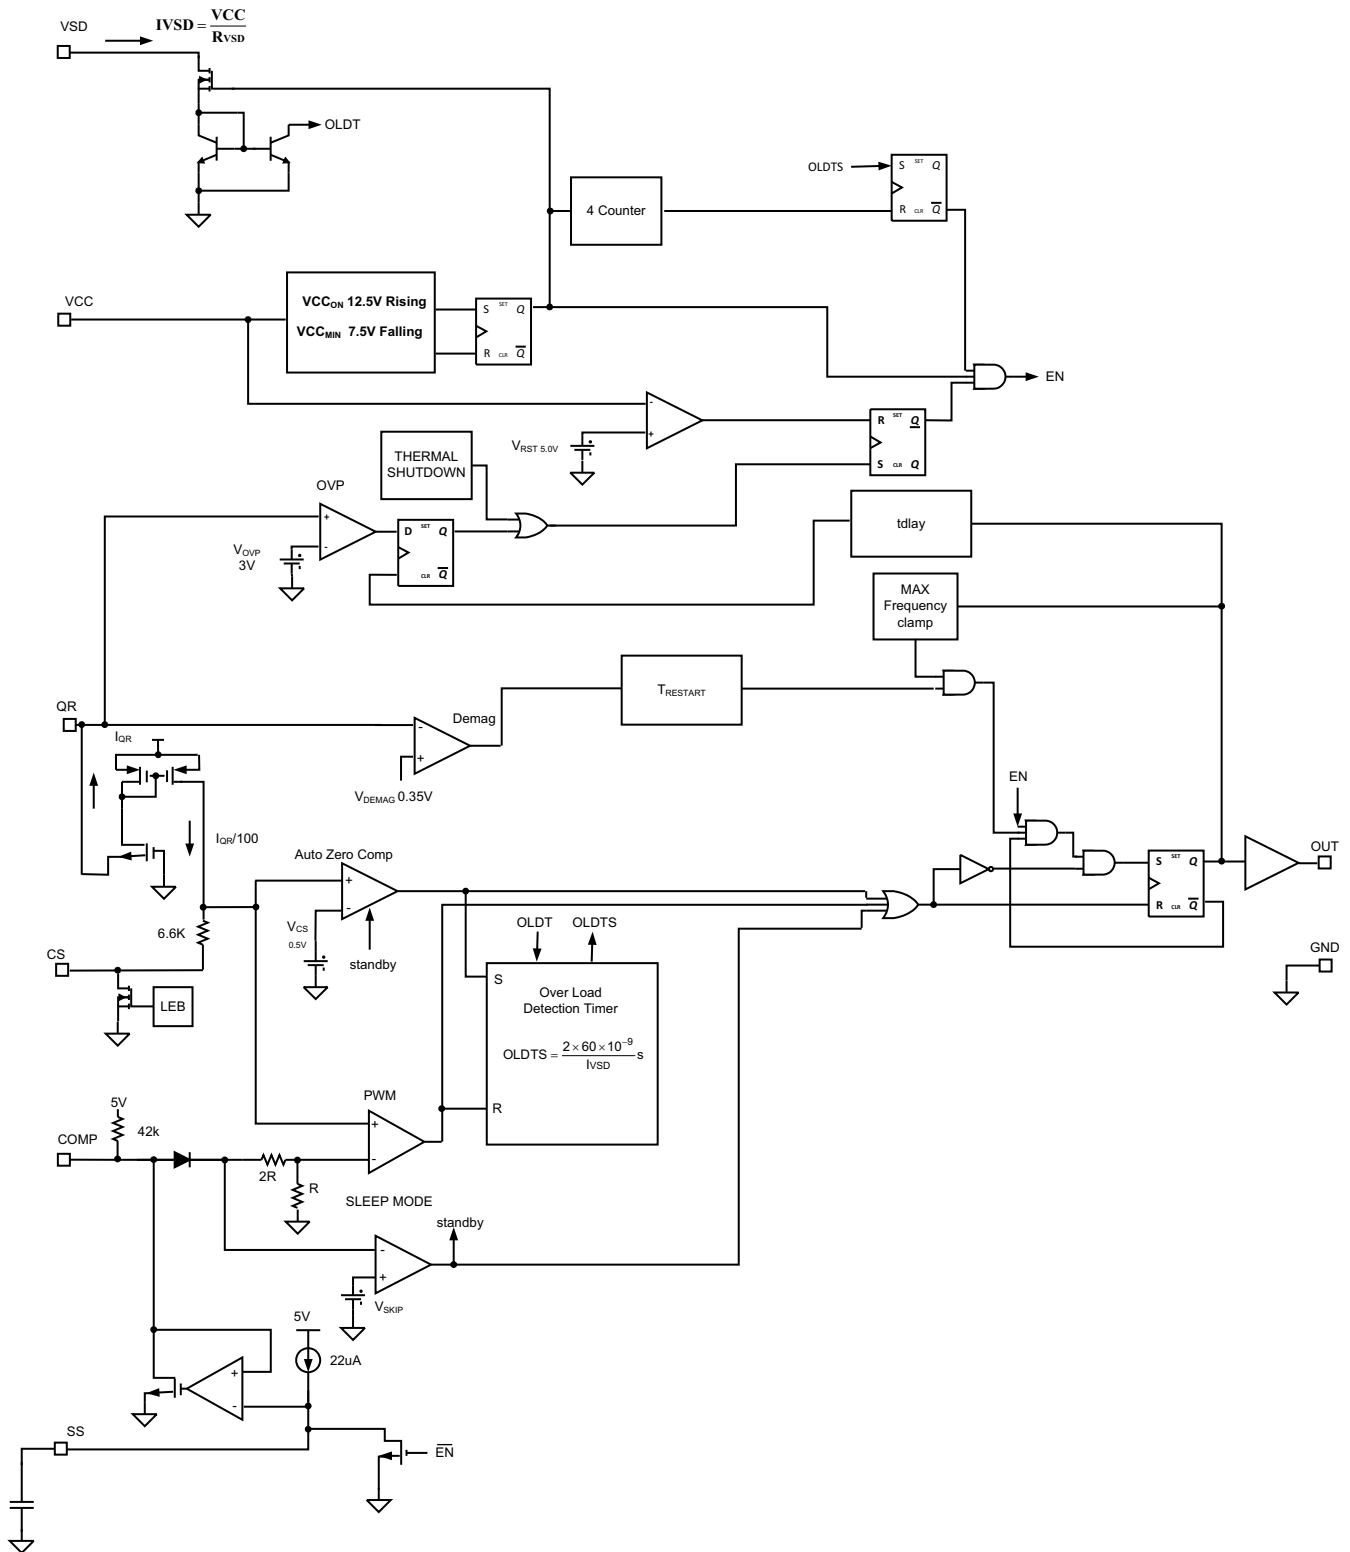 VSD
IVSD = VCC / RVSD
OLDT
OLDTS
S SET Q
R CLR Q
4 Counter
VCC
VCCON 12.5V Rising
VCCMIN 7.5V Falling
S SET Q
R CLR Q
EN
-
+
VRST 5.0V
R SET Q
S CLR Q
THERMAL
SHUTDOWN
OVP
+
-
VOVP
3V
D SET Q
CLR Q
tdlay
MAX
Frequency
clamp
TRESTART
QR
Demag
-
+
VDEMAG 0.35V
IQR
IQR/100
EN
OUT
S SET Q
R CLR Q
Auto Zero Comp
+
-
VCS
0.5V
standby
6.6K
CS
LEB
OLDT
OLDTS
S
Over Load
Detection Timer
OLDTS = 2×60×10−9 / IVSD s
R
GND
PWM
+
-
5V
42k
COMP
2R
R
SLEEP MODE
standby
-
+
VSKIP
5V
22uA
+
-
SS
EN